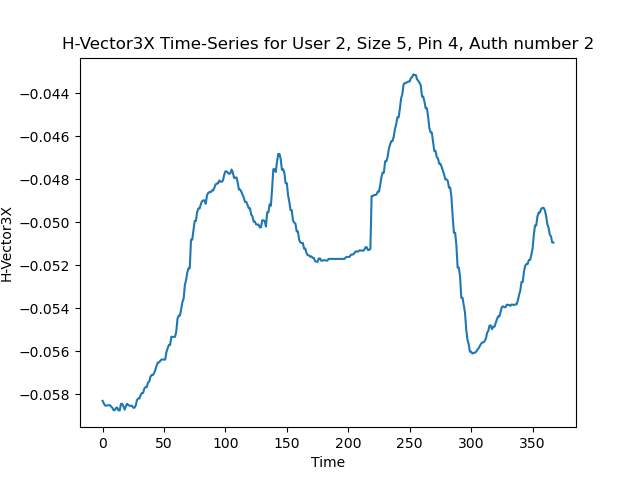 H-Vector3X Time-Series for User 2, Size 5, Pin 4, Auth number 2
H-Vector3X
−0.044
−0.046
−0.048
−0.050
−0.052
−0.054
−0.056
−0.058
0 50 100 150 200 250 300 350
Time